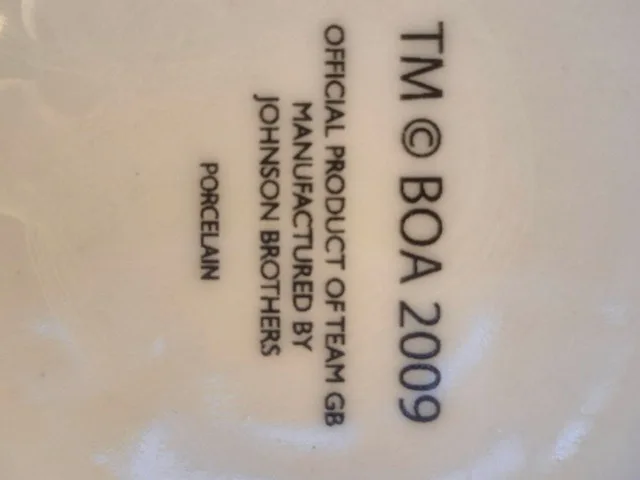 TM © BOA 2009
OFFICIAL PRODUCT OF TEAM GB
MANUFACTURED BY
JOHNSON BROTHERS
PORCELAIN